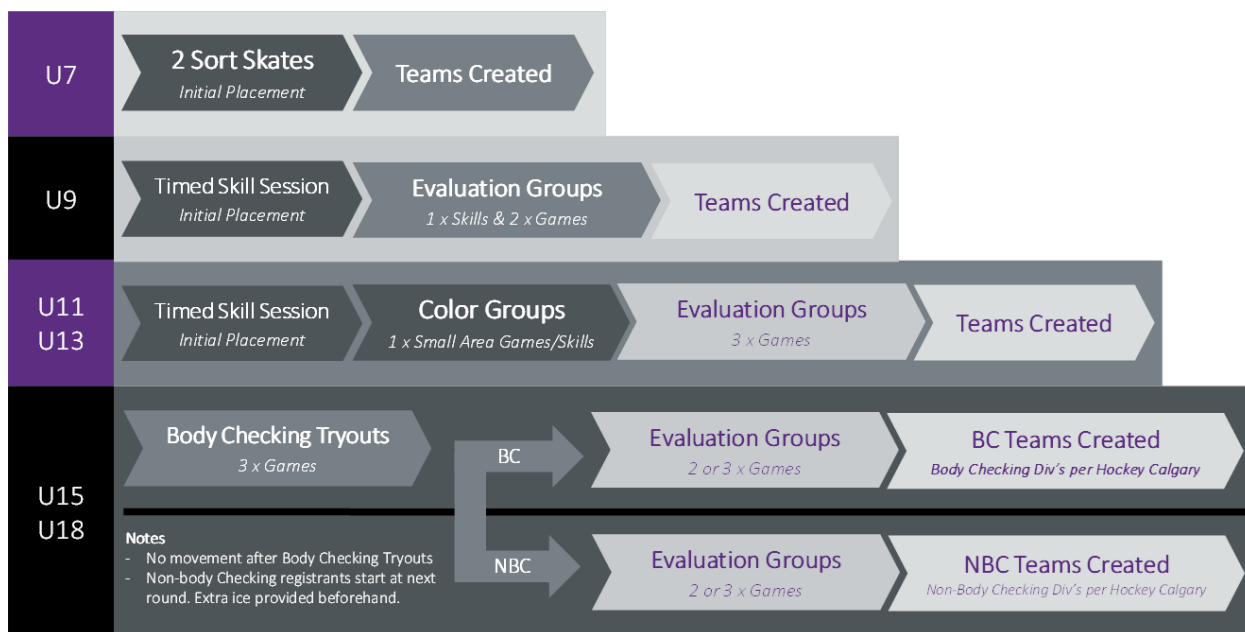 U7
2 Sort Skates
Initial Placement
Teams Created
U9
Timed Skill Session
Initial Placement
Evaluation Groups
1 x Skills & 2 x Games
Teams Created
U11
U13
Timed Skill Session
Initial Placement
Color Groups
1 x Small Area Games/Skills
Evaluation Groups
3 x Games
Teams Created
U15
U18
Body Checking Tryouts
3 x Games
BC
Evaluation Groups
2 or 3 x Games
BC Teams Created
Body Checking Div's per Hockey Calgary
Notes
- No movement after Body Checking Tryouts
- Non-body Checking registrants start at next
round. Extra ice provided beforehand.
NBC
Evaluation Groups
2 or 3 x Games
NBC Teams Created
Non-Body Checking Div's per Hockey Calgary